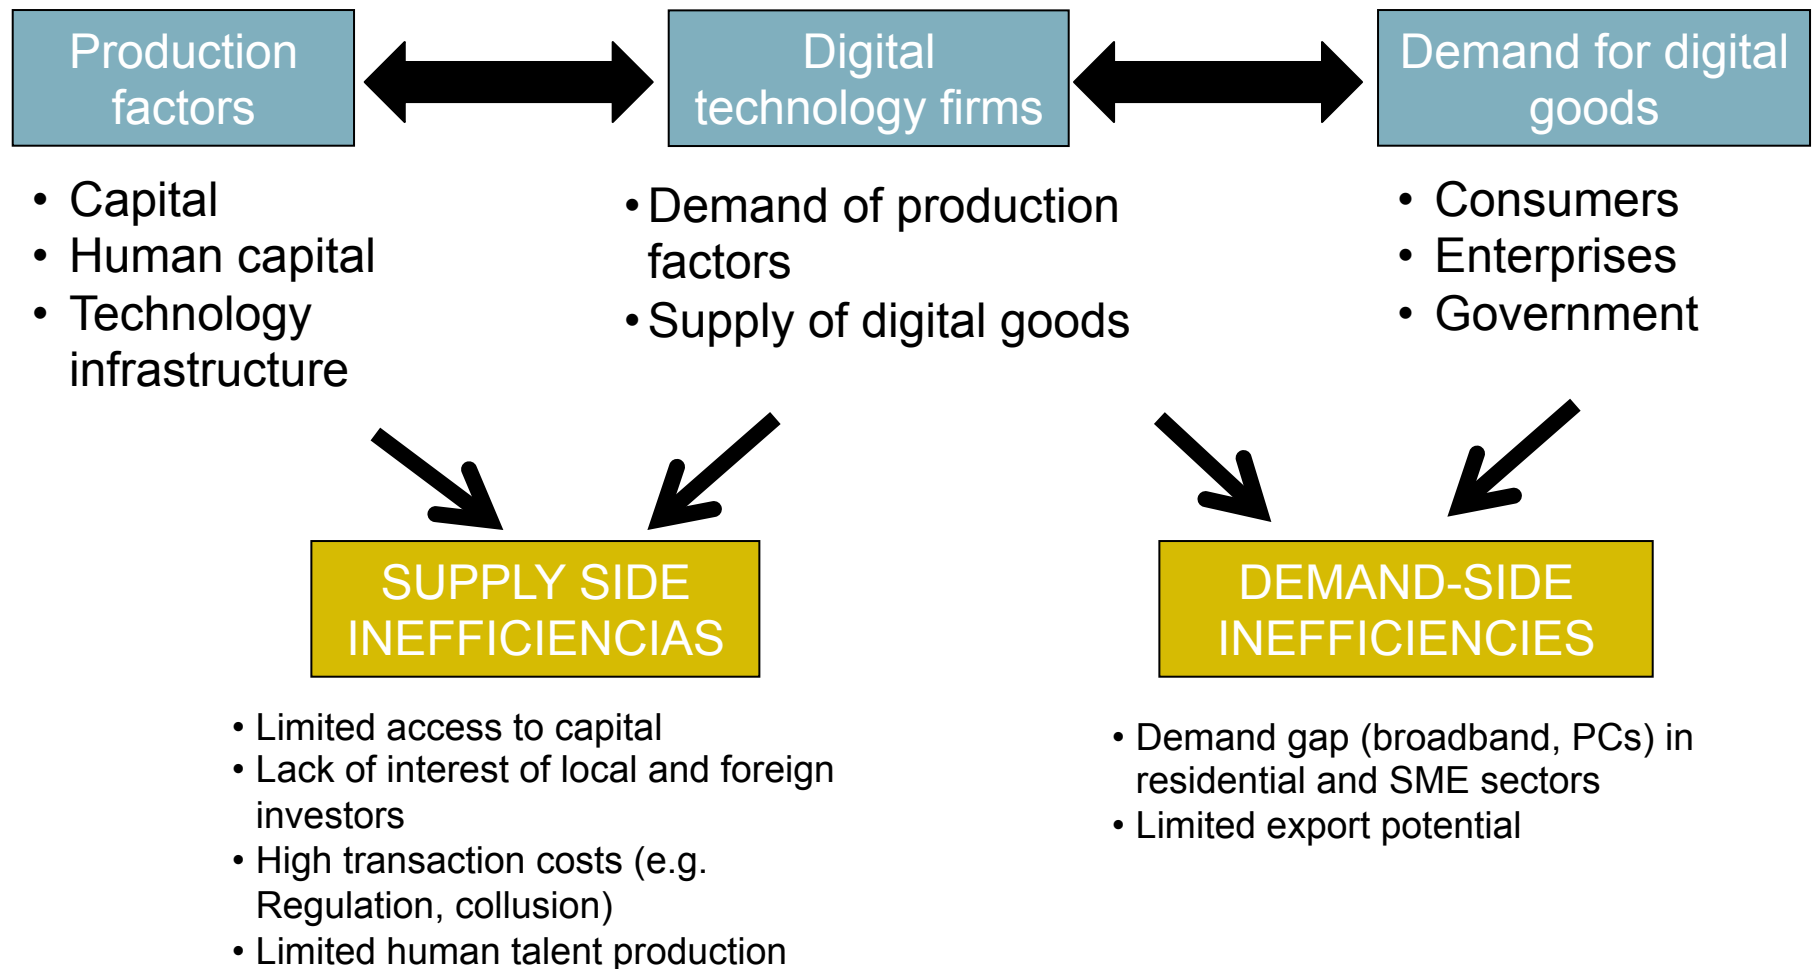 Production
factors
Digital
technology firms
Demand for digital
goods
• Capital
• Human capital
• Technology
infrastructure
• Demand of production
factors
• Supply of digital goods
• Consumers
• Enterprises
• Government
SUPPLY SIDE
INEFFICIENCIAS
DEMAND-SIDE
INEFFICIENCIES
• Limited access to capital
• Lack of interest of local and foreign
investors
• High transaction costs (e.g.
Regulation, collusion)
• Limited human talent production
• Demand gap (broadband, PCs) in
residential and SME sectors
• Limited export potential